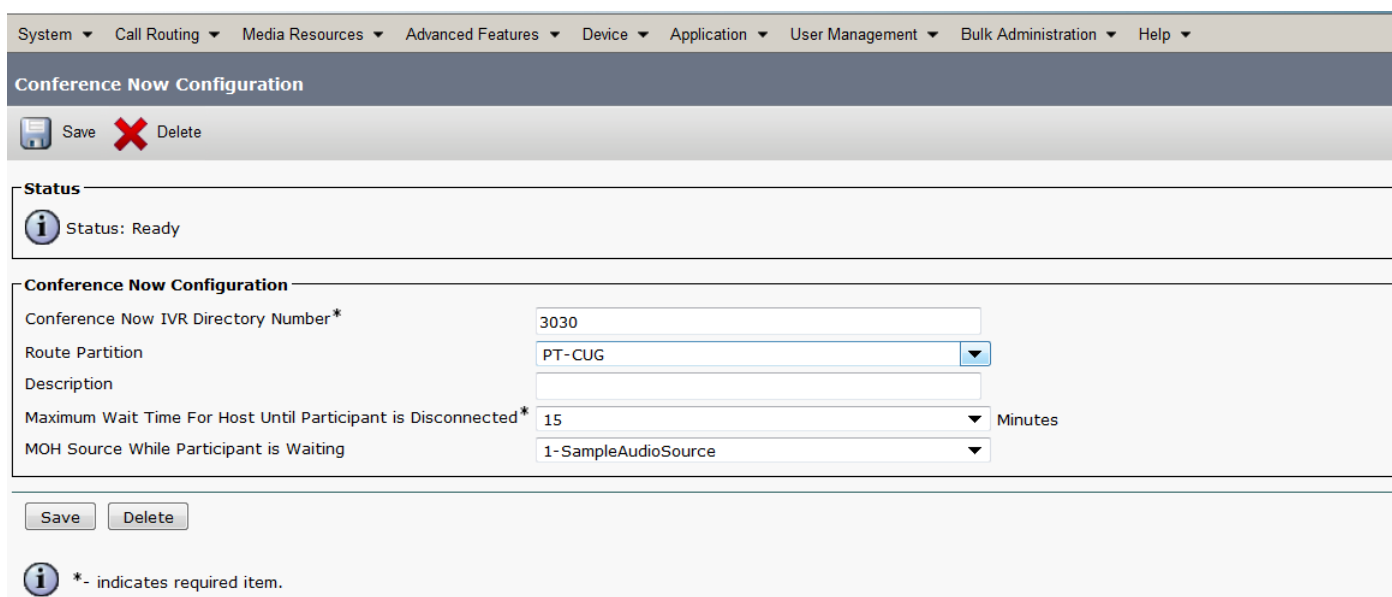 System Call Routing Media Resources Advanced Features Device Application User Management Bulk Administration Help
Conference Now Configuration
Save Delete
Status
Status: Ready
Conference Now Configuration
Conference Now IVR Directory Number* 3030
Route Partition PT-CUG
Description
Maximum Wait Time For Host Until Participant is Disconnected* 15 Minutes
MOH Source While Participant is Waiting 1-SampleAudioSource
Save Delete
*- indicates required item.